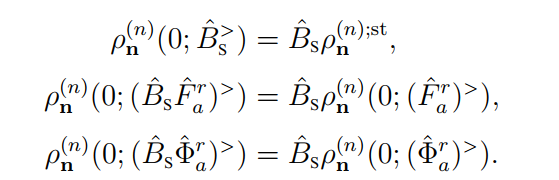 ρ_𝐧^{(n)}(0; B̂_S^>) = B̂_S ρ_𝐧^{(n);st},
ρ_𝐧^{(n)}(0; (B̂_S F̂_a^r)^>) = B̂_S ρ_𝐧^{(n)}(0; (F̂_a^r)^>),
ρ_𝐧^{(n)}(0; (B̂_S Φ̂_a^r)^>) = B̂_S ρ_𝐧^{(n)}(0; (Φ̂_a^r)^>).